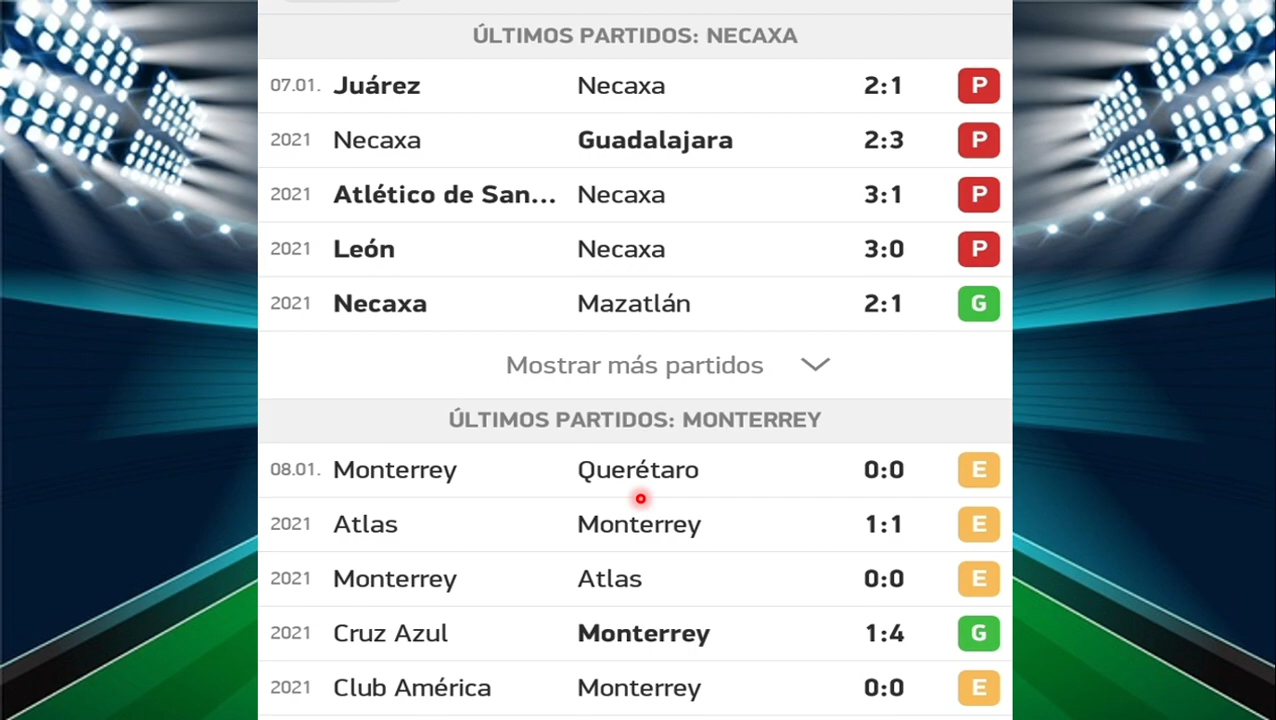 ÚLTIMOS PARTIDOS: NECAXA
07.01. Juárez Necaxa 2:1 P
2021 Necaxa Guadalajara 2:3 P
2021 Atlético de San... Necaxa 3:1 P
2021 León Necaxa 3:0 P
2021 Necaxa Mazatlán 2:1 G
Mostrar más partidos
ÚLTIMOS PARTIDOS: MONTERREY
08.01. Monterrey Querétaro 0:0 E
2021 Atlas Monterrey 1:1 E
2021 Monterrey Atlas 0:0 E
2021 Cruz Azul Monterrey 1:4 G
2021 Club América Monterrey 0:0 E